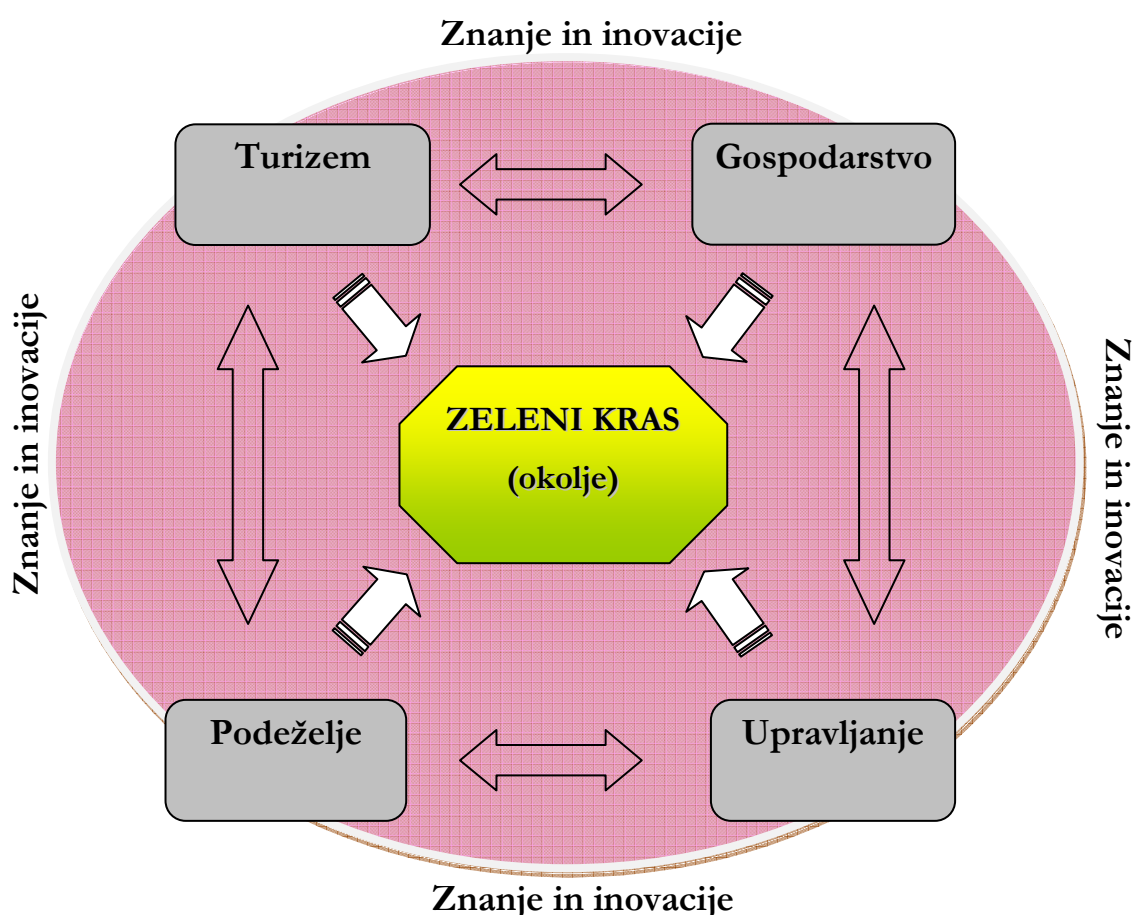 Znanje in inovacije
Turizem
Gospodarstvo
Znanje in inovacije
Znanje in inovacije
ZELENI KRAS
(okolje)
Podeželje
Upravljanje
Znanje in inovacije